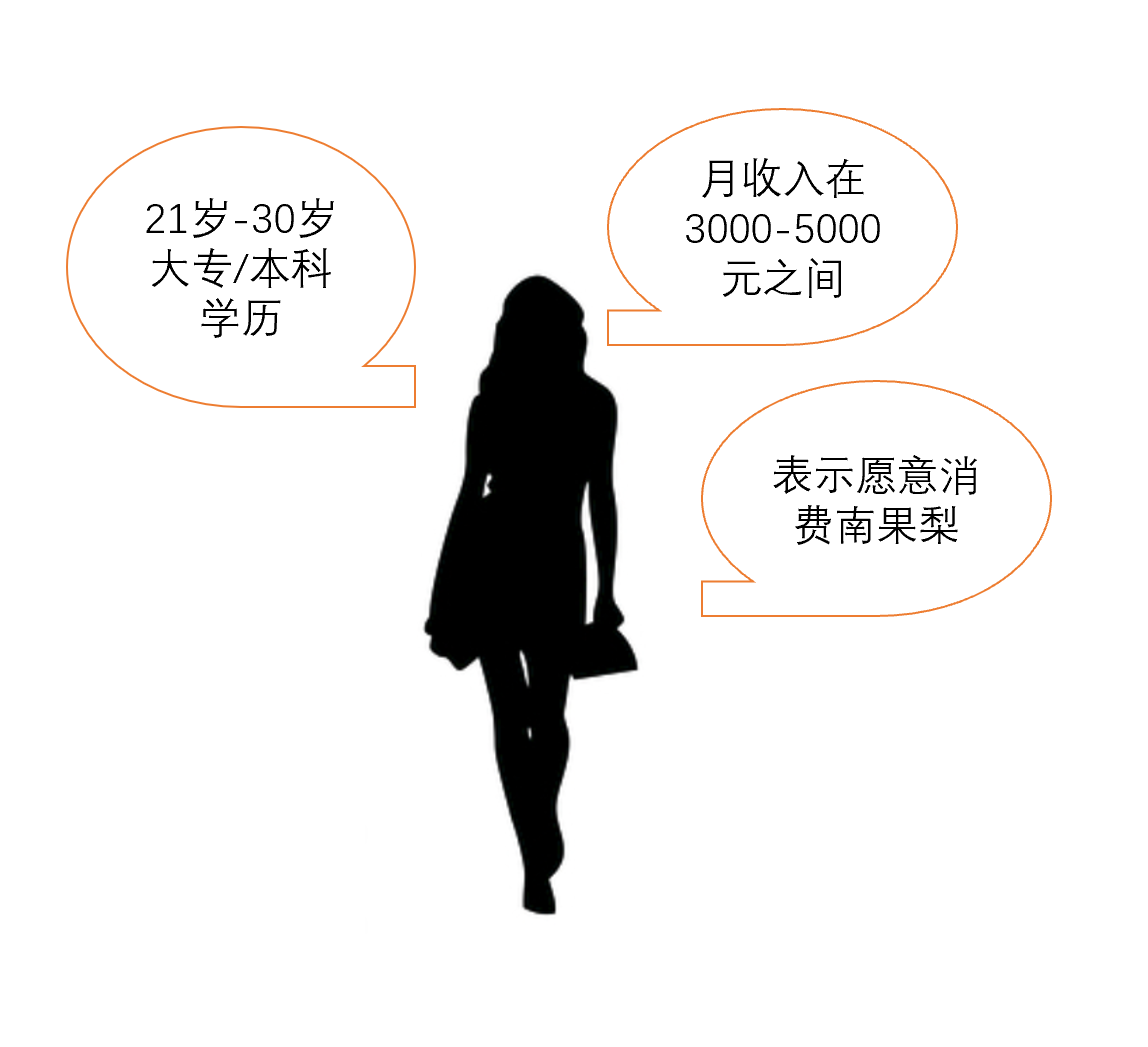 21岁-30岁
大专/本科
学历
月收入在
3000-5000
元之间
表示愿意消
费南果梨